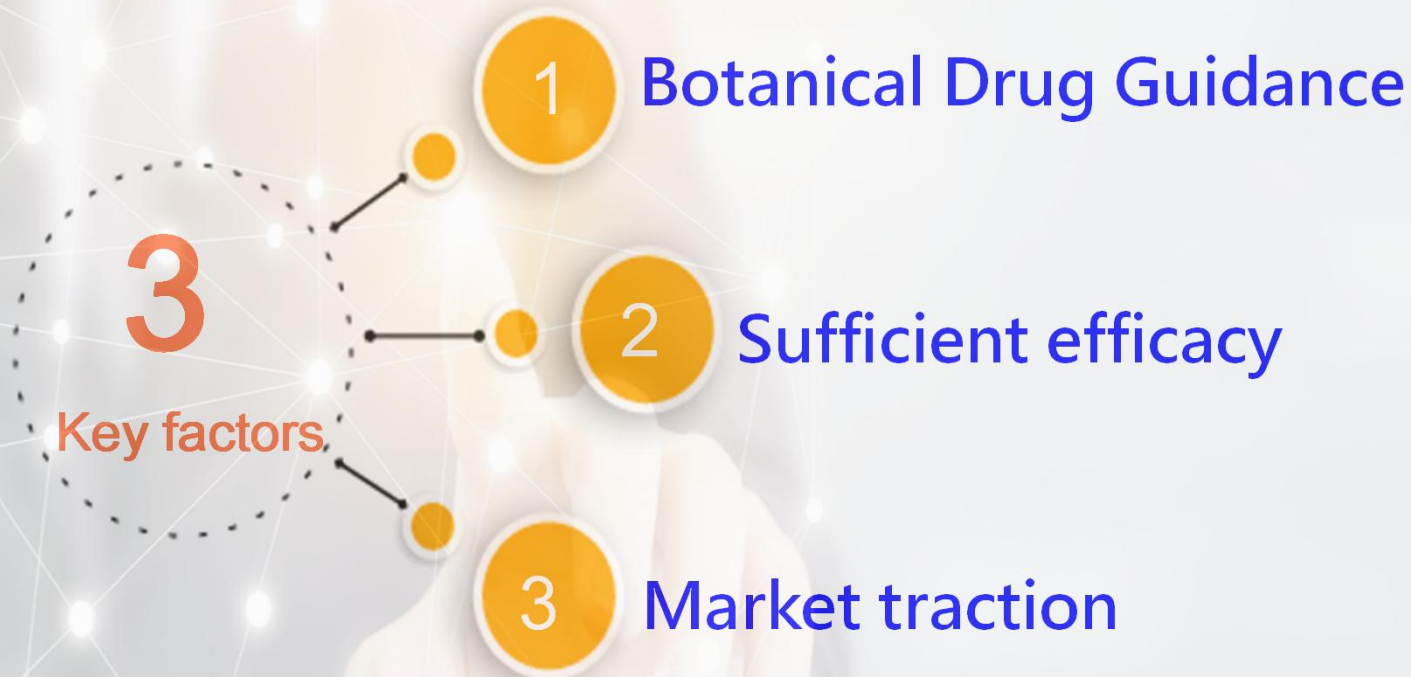 3
Key factors
1
Botanical Drug Guidance
2
Sufficient efficacy
3
Market traction